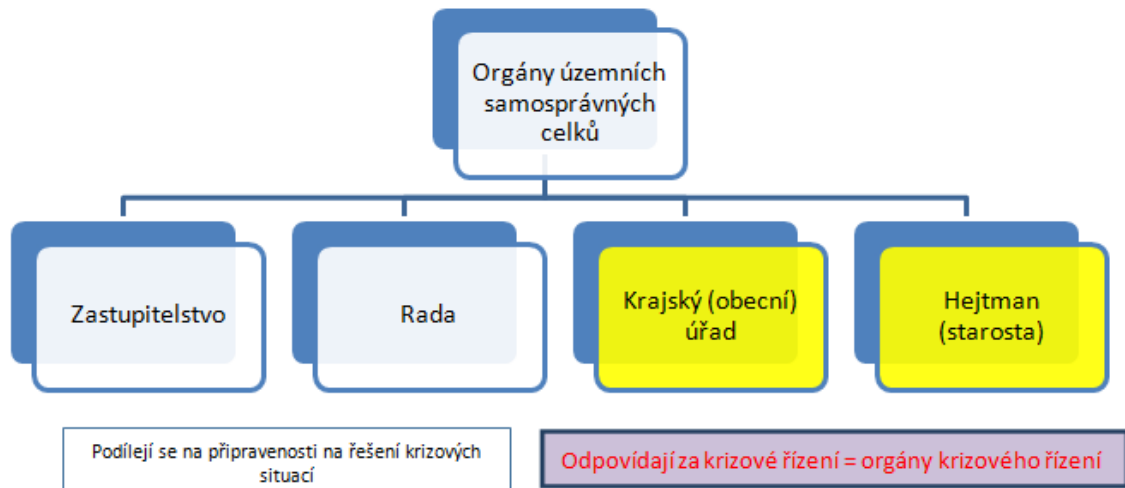 Orgány územních
samosprávných
celků
Zastupitelstvo
Rada
Krajský (obecní)
úřad
Hejtman
(starosta)
Podílejí se na připravenosti na řešení krizových
situací
Odpovídají za krizové řízení = orgány krizového řízení